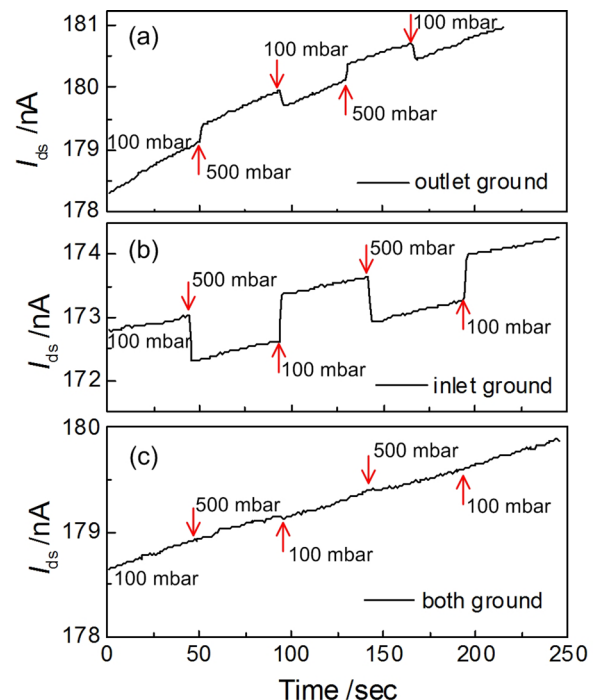 (a)
100 mbar
100 mbar
181
180
179
178
I ds /nA
100 mbar
500 mbar
500 mbar
outlet ground
(b)
500 mbar
500 mbar
174
173
172
I ds /nA
100 mbar
100 mbar
100 mbar
inlet ground
(c)
500 mbar
500 mbar
180
179
178
I ds /nA
100 mbar
100 mbar
100 mbar
both ground
0 50 100 150 200 250
Time /sec